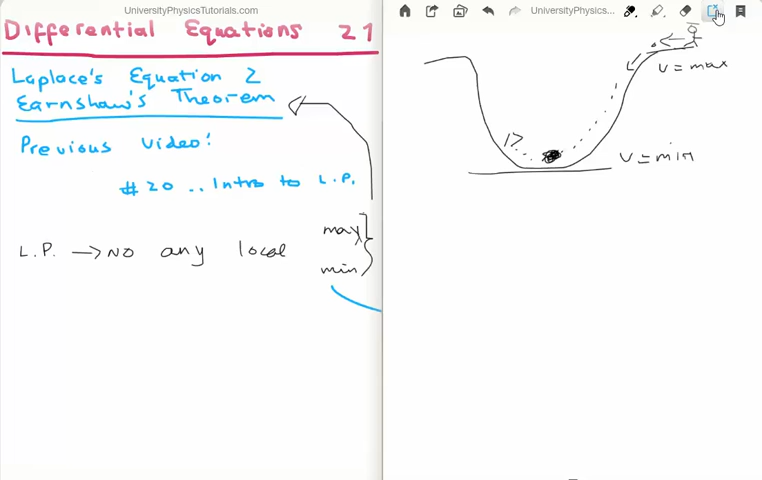 UniversityPhysicsTutorials.com
Differential Equations 21
Laplace's Equation 2
Earnshaw's Theorem
Previous video:
#20 .. Intro to L.P.
max
L.P. → No any local
min
UniversityPhysicsTutorials.c...
v = max
v = min